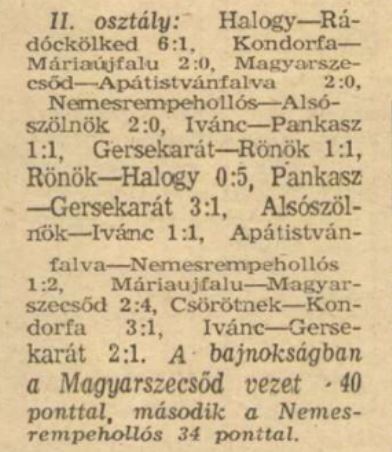 II. osztály: Halogy—Rá-
dóckölked 6:1, Kondorfa—
Máriaújfalu 2:0, Magyarsze-
csőd—Apátistvánfalva 2:0,
Nemesrempehollós—Alsó-
szölnök 2:0, Ivánc—Pankasz
1:1, Gersekarát—Rönök 1:1,
Rönök—Halogy 0:5, Pankasz
—Gersekarát 3:1, Alsószöl-
nök—Ivánc 1:1, Apátistván-
falva—Nemesrempehollós
1:2, Máriaujfalu—Magyar-
szecsőd 2:4, Csörötnek—Kon-
dorfa 3:1, Ivánc—Gerse-
karát 2:1. A bajnokságban
a Magyarszecsőd vezet 40
ponttal, második a Nemes-
rempehollós 34 ponttal.